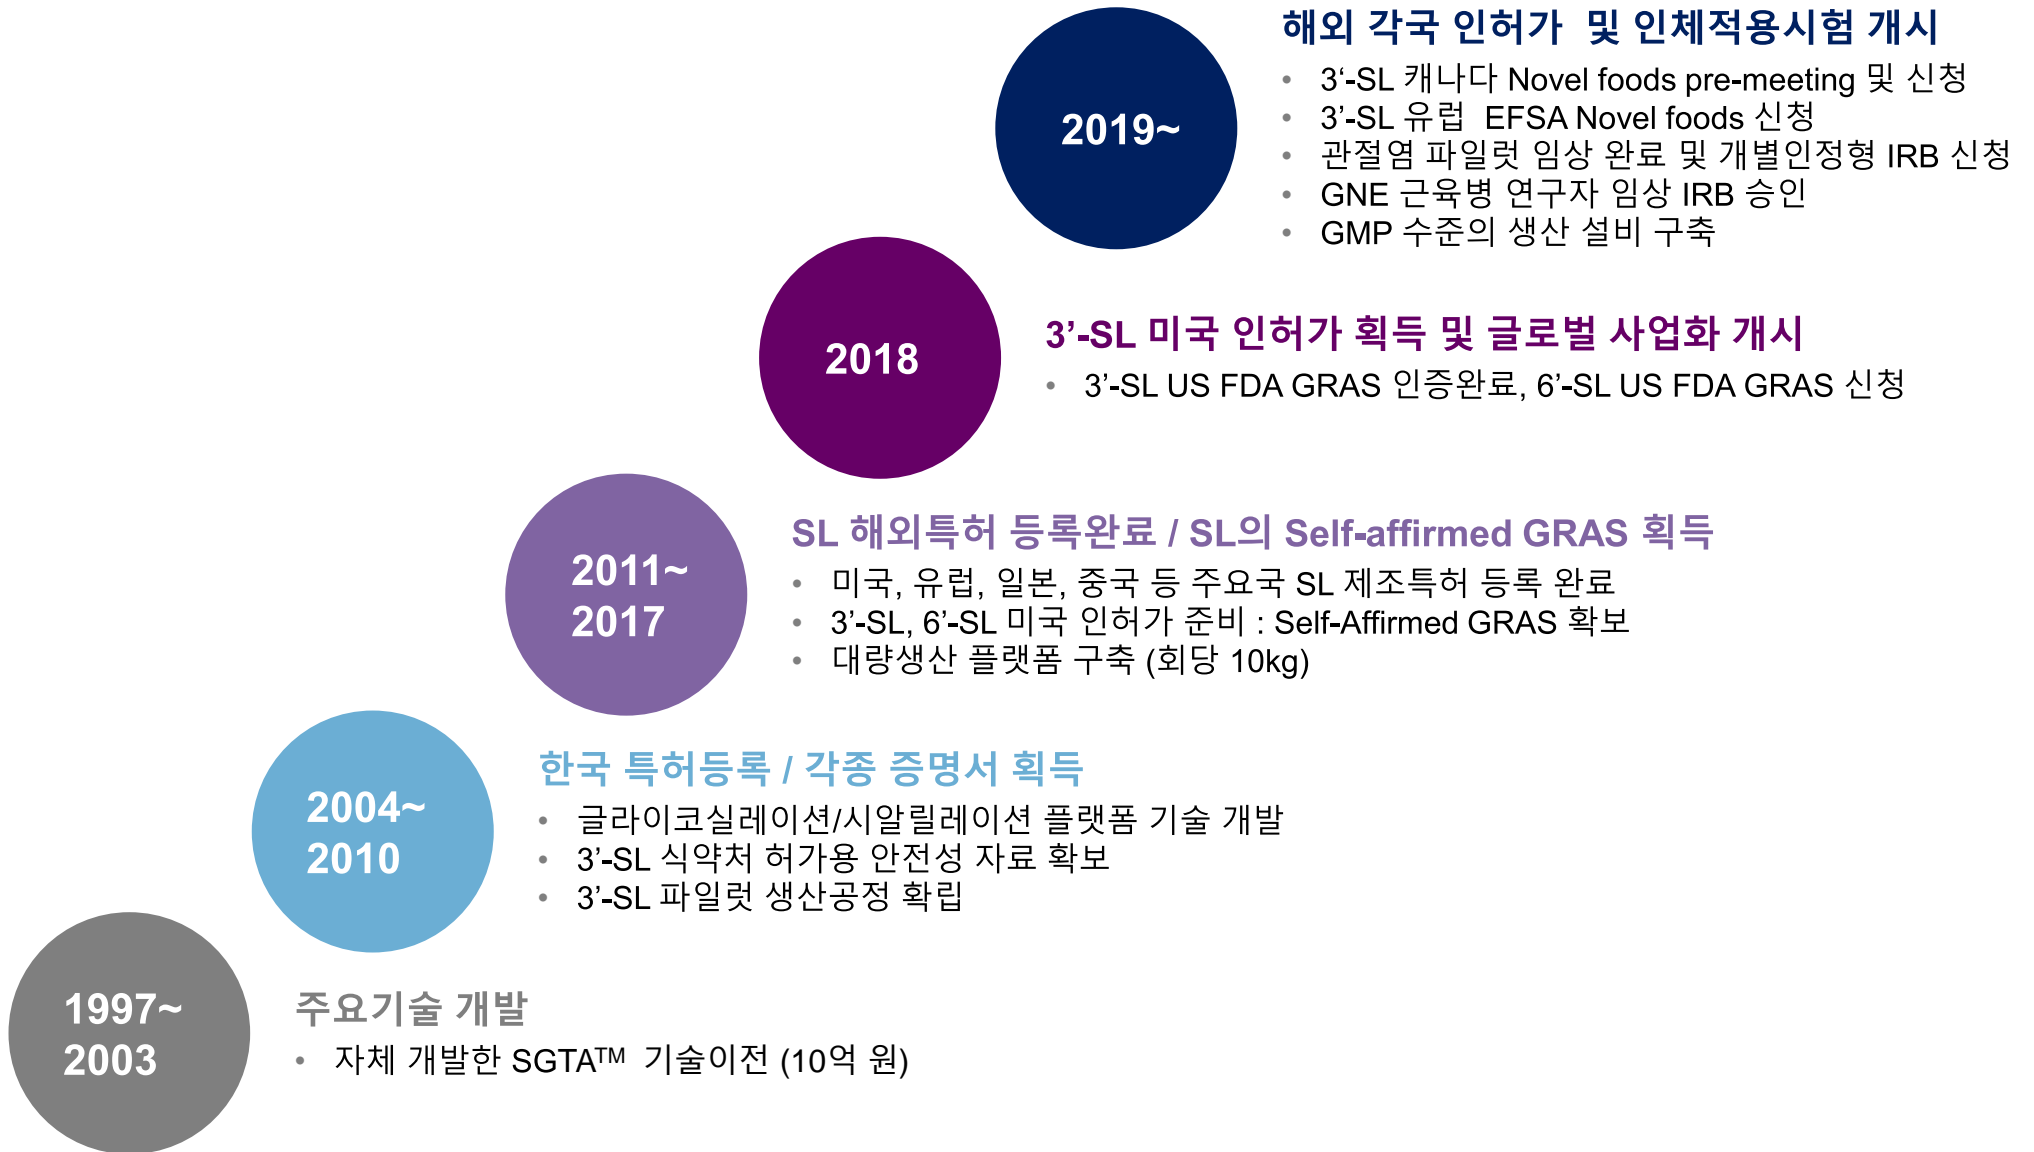 2019~
해외 각국 인허가 및 인체적용시험 개시
• 3‘-SL 캐나다 Novel foods pre-meeting 및 신청
• 3’-SL 유럽 EFSA Novel foods 신청
• 관절염 파일럿 임상 완료 및 개별인정형 IRB 신청
• GNE 근육병 연구자 임상 IRB 승인
• GMP 수준의 생산 설비 구축
2018
3’-SL 미국 인허가 획득 및 글로벌 사업화 개시
• 3’-SL US FDA GRAS 인증완료, 6’-SL US FDA GRAS 신청
2011~
2017
SL 해외특허 등록완료 / SL의 Self-affirmed GRAS 획득
• 미국, 유럽, 일본, 중국 등 주요국 SL 제조특허 등록 완료
• 3’-SL, 6’-SL 미국 인허가 준비 : Self-Affirmed GRAS 확보
• 대량생산 플랫폼 구축 (회당 10kg)
2004~
2010
한국 특허등록 / 각종 증명서 획득
• 글라이코실레이션/시알릴레이션 플랫폼 기술 개발
• 3’-SL 식약처 허가용 안전성 자료 확보
• 3’-SL 파일럿 생산공정 확립
1997~
2003
주요기술 개발
• 자체 개발한 SGTA™ 기술이전 (10억 원)